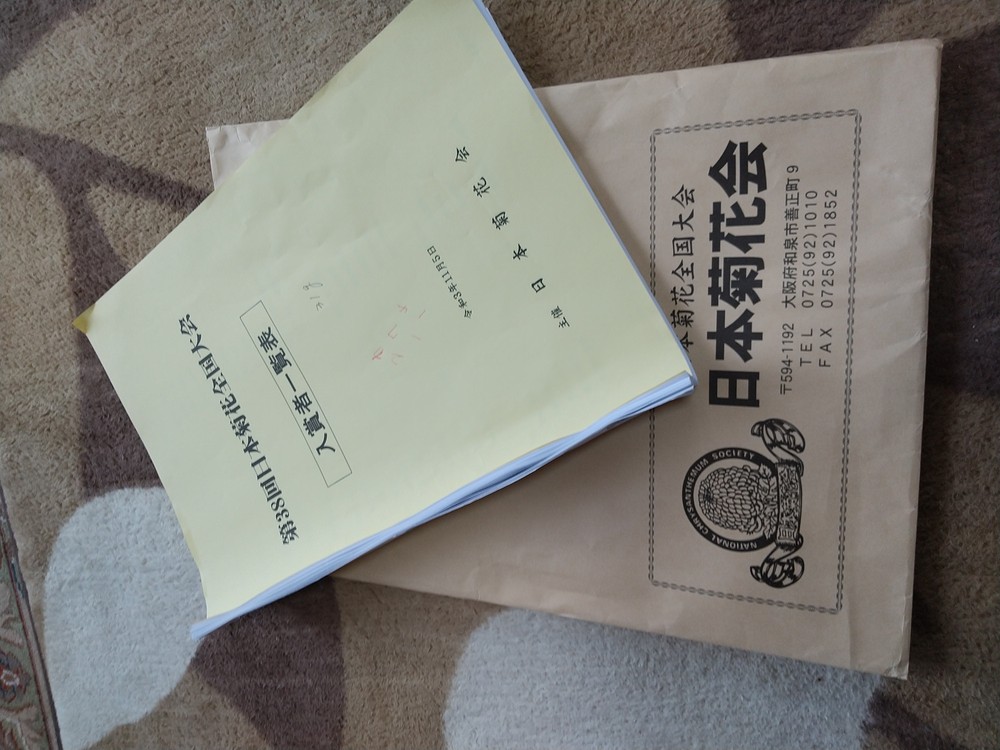 第38回日本菊花全国大会
入賞者一覧表
令和3年11月5日
主催 日本菊花会
本菊花全国大会
日本菊花会
〒594-1192 大阪府和泉市善正町9
TEL 0725(92)1010
FAX 0725(92)1852
NATIONAL CHRYSANTHEMUM SOCIETY